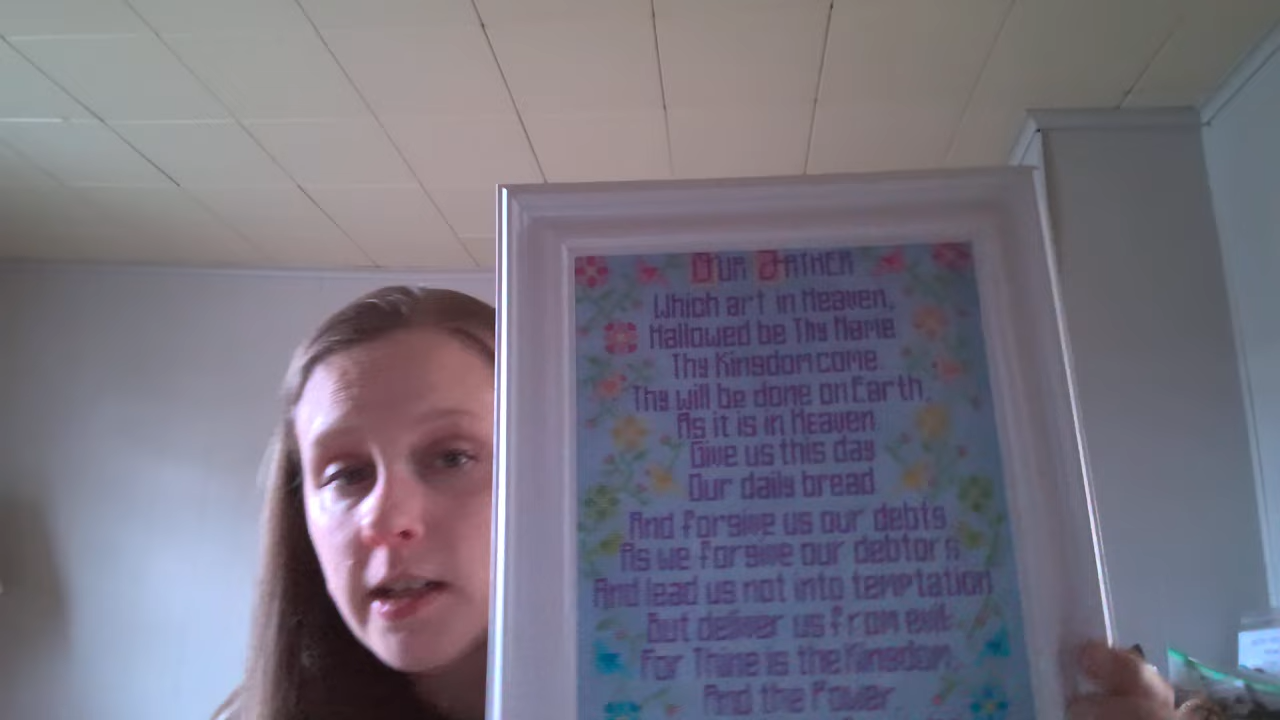 Our Father
Which art in Heaven,
Hallowed be Thy Name
Thy Kingdom come
Thy will be done on Earth,
As it is in Heaven
Give us this day
Our daily bread
And forgive us our debts
As we forgive our debtors
And lead us not into temptation
But deliver us from evil
For Thine is the Kingdom,
And the Power